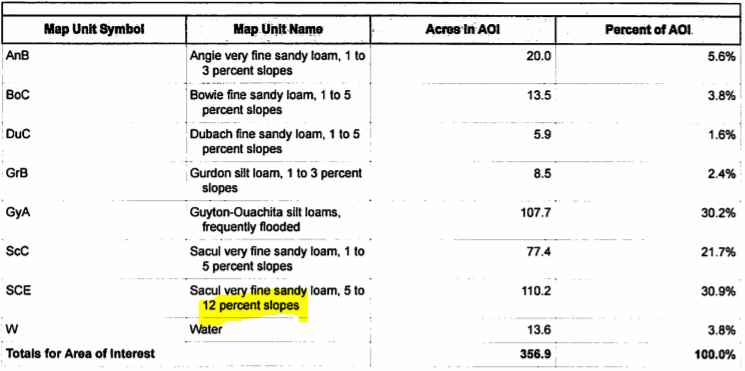 Map Unit Symbol Map Unit Name Acres in AOI Percent of AOI
AnB Angie very fine sandy loam, 1 to 20.0 5.6%
3 percent slopes
BoC Bowie fine sandy loam, 1 to 5 13.5 3.8%
percent slopes
DuC Dubach fine sandy loam, 1 to 5 5.9 1.6%
percent slopes
GrB Gurdon silt loam, 1 to 3 percent 8.5 2.4%
slopes
GyA Guyton-Ouachita silt loams, 107.7 30.2%
frequently flooded
ScC Sacul very fine sandy loam, 1 to 77.4 21.7%
5 percent slopes
SCE Sacul very fine sandy loam, 5 to 110.2 30.9%
12 percent slopes
W Water 13.6 3.8%
Totals for Area of Interest 356.9 100.0%